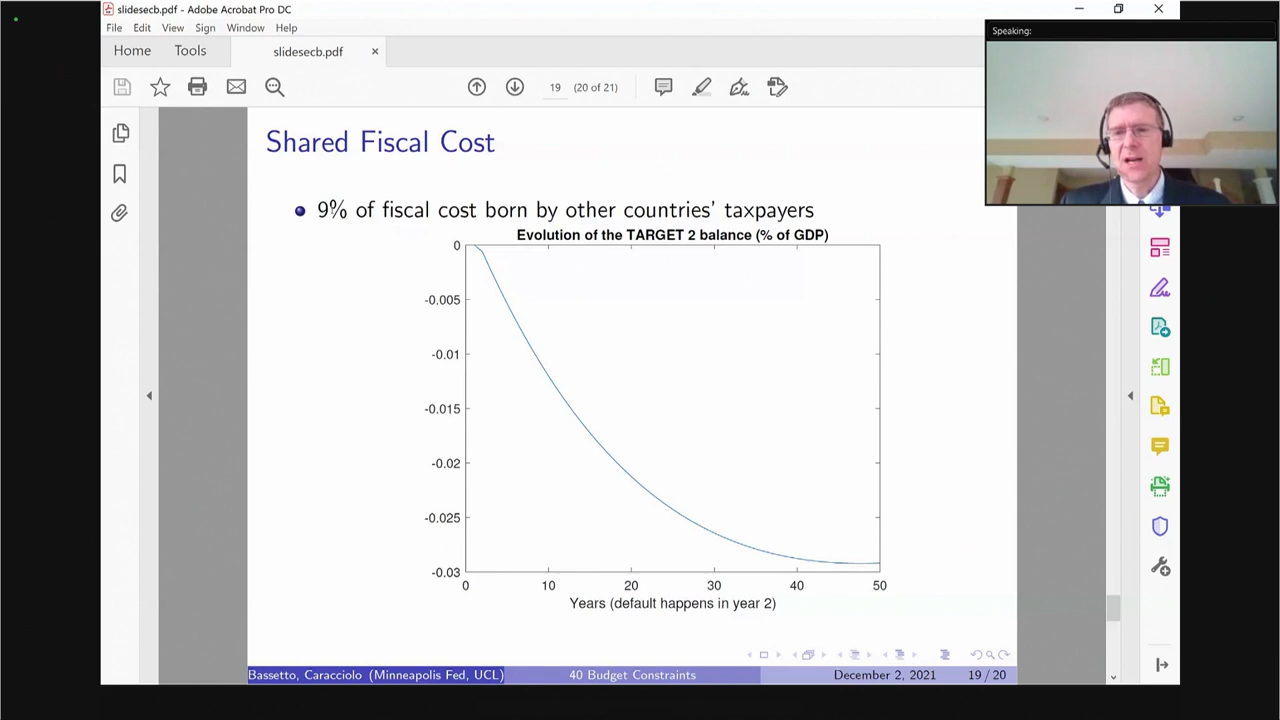 slidesecb.pdf - Adobe Acrobat Pro DC
File Edit View Sign Window Help
Home Tools slidesecb.pdf ×
19 (20 of 21)
Speaking:
Shared Fiscal Cost
9% of fiscal cost born by other countries' taxpayers
Evolution of the TARGET 2 balance (% of GDP)
0
-0.005
-0.01
-0.015
-0.02
-0.025
-0.03
0 10 20 30 40 50
Years (default happens in year 2)
Bassetto, Caracciolo (Minneapolis Fed, UCL) 40 Budget Constraints December 2, 2021 19 / 20